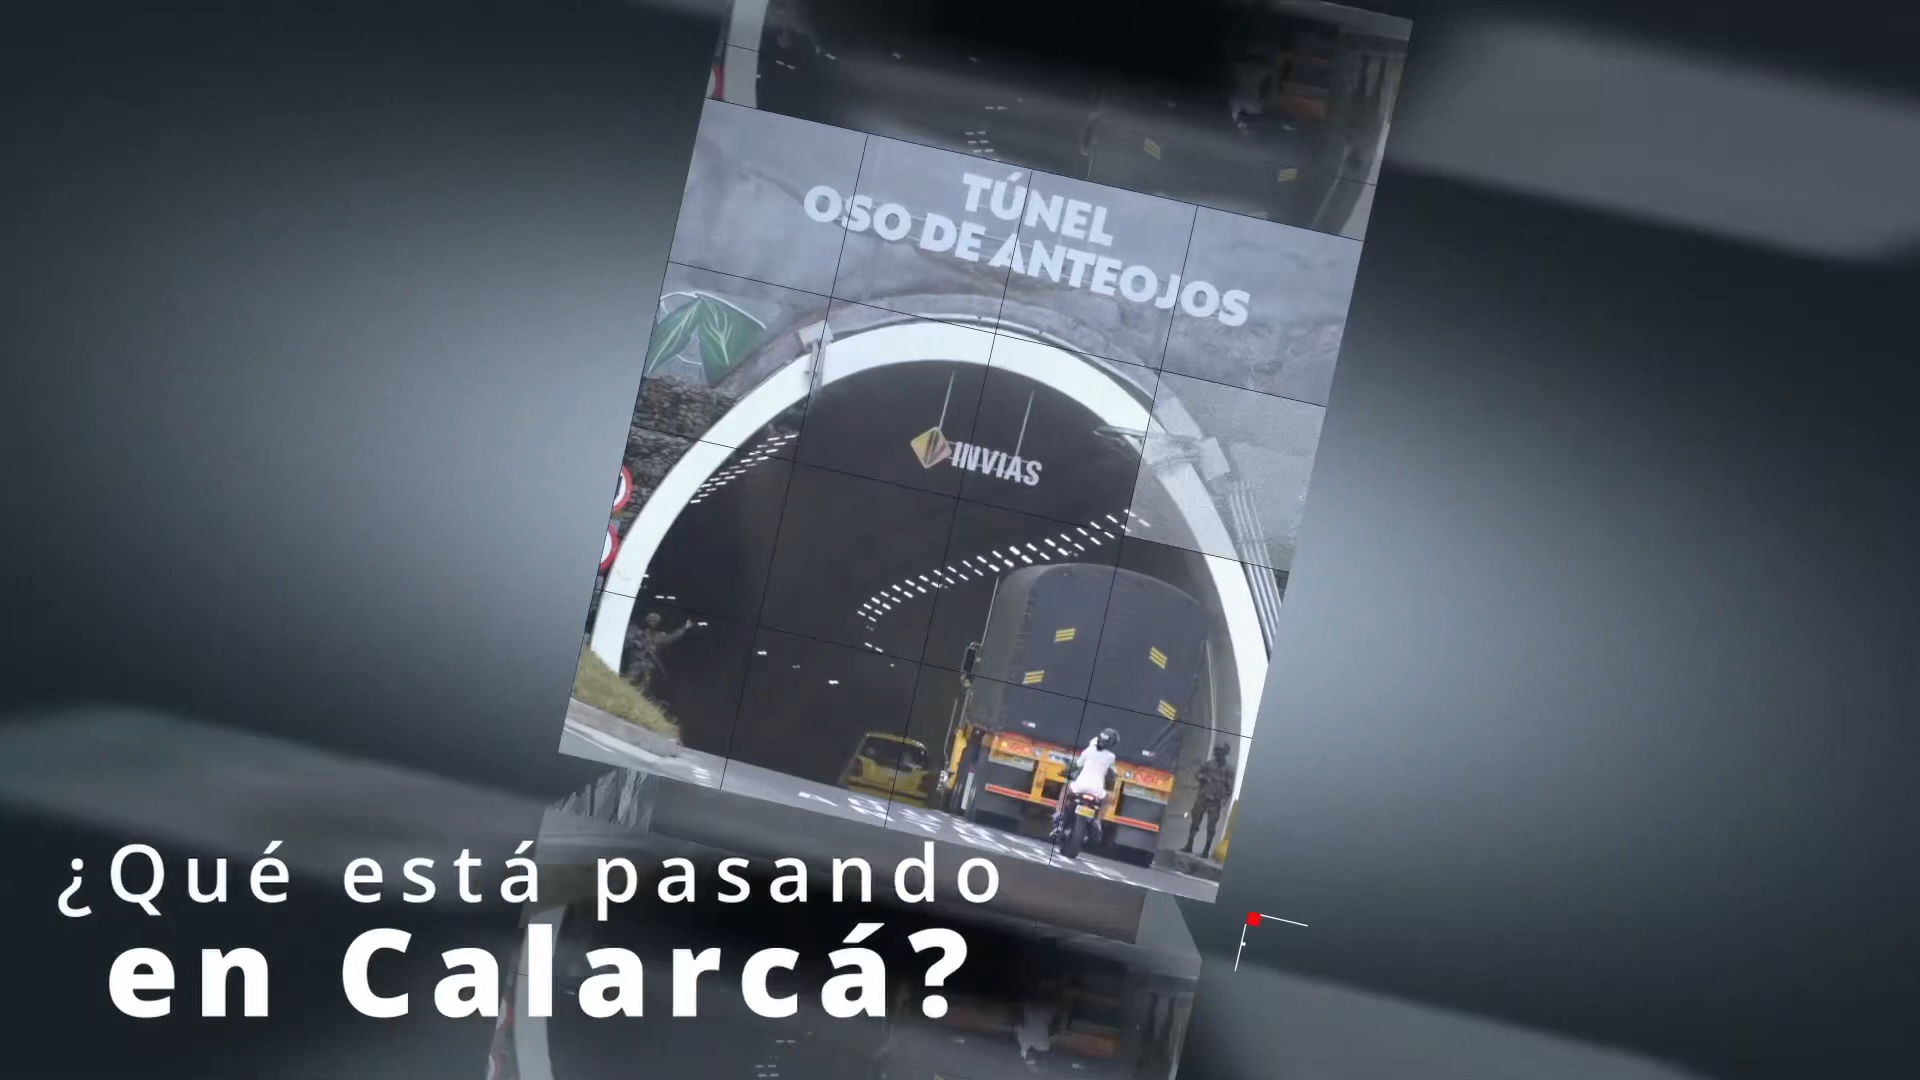 TÚNEL
OSO DE ANTEOJOS
INVIAS
¿Qué está pasando
en Calarcá?